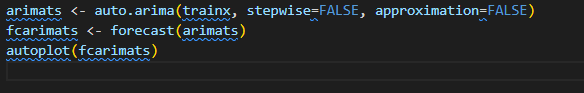 arimats <- auto.arima(trainx, stepwise=FALSE, approximation=FALSE)
fcarimats <- forecast(arimats)
autoplot(fcarimats)